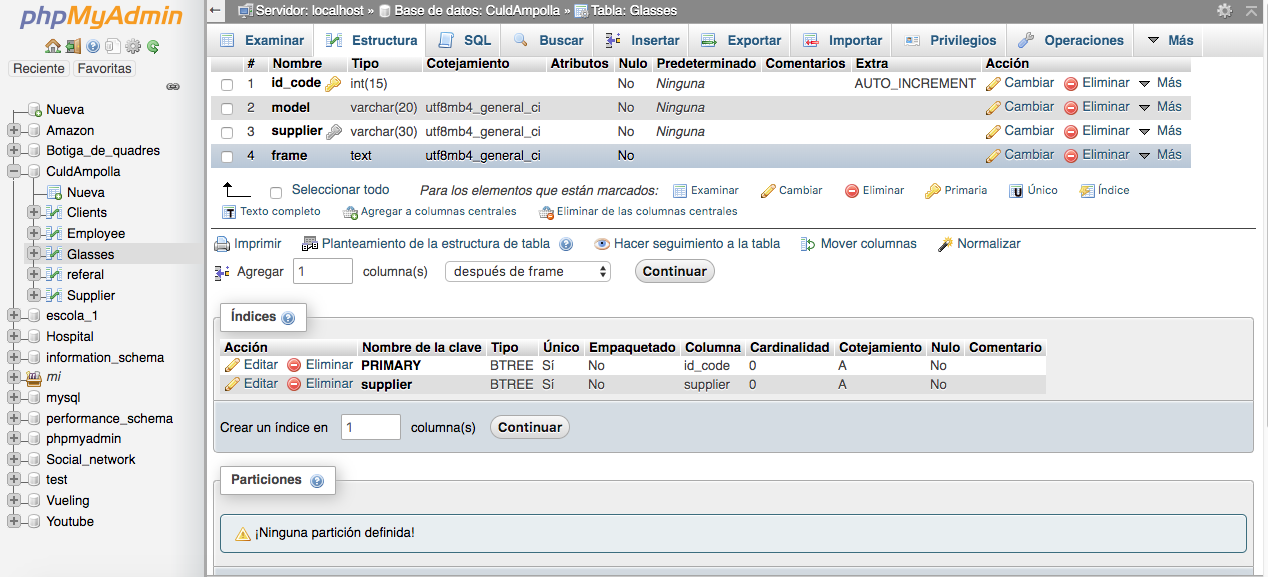 phpMyAdmin
Reciente Favoritas
Nueva
Amazon
Botiga_de_quadres
CuldAmpolla
Nueva
Clients
Employee
Glasses
referal
Supplier
escola_1
Hospital
information_schema
mi
mysql
performance_schema
phpmyadmin
Social_network
test
Vueling
Youtube
Servidor: localhost » Base de datos: CuldAmpolla » Tabla: Glasses
Examinar Estructura SQL Buscar Insertar Exportar Importar Privilegios Operaciones Más
# Nombre Tipo Cotejamiento Atributos Nulo Predeterminado Comentarios Extra Acción
1 id_code int(15) No Ninguna AUTO_INCREMENT Cambiar Eliminar Más
2 model varchar(20) utf8mb4_general_ci No Ninguna Cambiar Eliminar Más
3 supplier varchar(30) utf8mb4_general_ci No Ninguna Cambiar Eliminar Más
4 frame text utf8mb4_general_ci No Cambiar Eliminar Más
Seleccionar todo Para los elementos que están marcados: Examinar Cambiar Eliminar Primaria Único Índice
Texto completo Agregar a columnas centrales Eliminar de las columnas centrales
Imprimir Planteamiento de la estructura de tabla Hacer seguimiento a la tabla Mover columnas Normalizar
Agregar 1 columna(s) después de frame Continuar
Índices
Acción Nombre de la clave Tipo Único Empaquetado Columna Cardinalidad Cotejamiento Nulo Comentario
Editar Eliminar PRIMARY BTREE Sí No id_code 0 A No
Editar Eliminar supplier BTREE Sí No supplier 0 A No
Crear un índice en 1 columna(s) Continuar
Particiones
¡Ninguna partición definida!